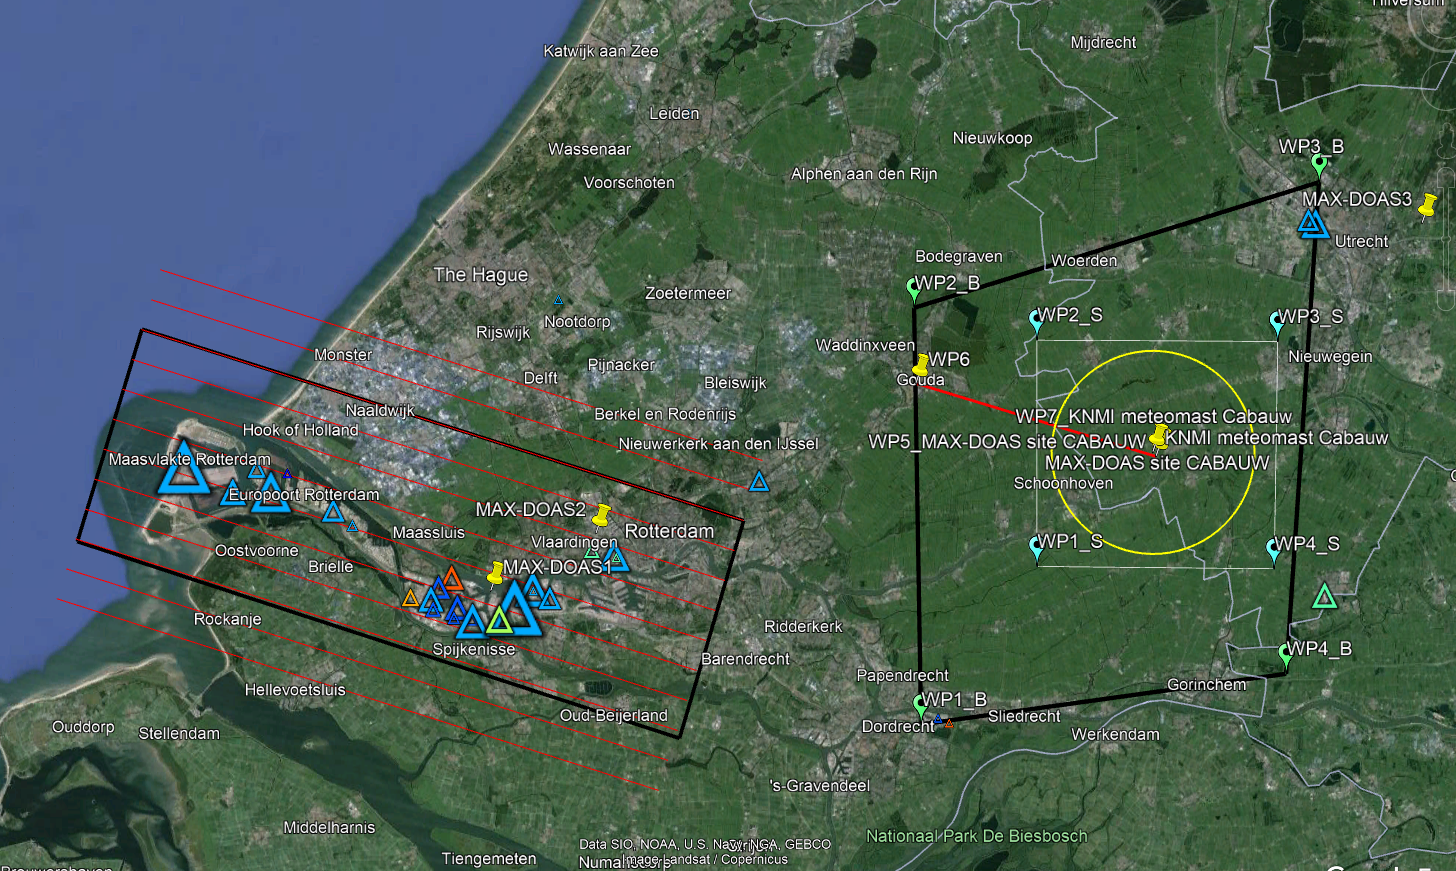 Hilversum
Katwijk aan Zee
Mijdrecht
Leiden
Nieuwkoop
Wassenaar
WP3_B
Alphen aan den Rijn
Voorschoten
MAX-DOAS3
Utrecht
Bodegraven
Woerden
The Hague
WP2_B
Zoetermeer
Nootdorp
WP2_S
WP3_S
Rijswijk
Waddinxveen
Monster
Nieuwegein
WP6
Pijnacker
Delft
Gouda
Bleiswijk
Naaldwijk
Berkel en Rodenrijs
WP7_KNMI meteomast Cabauw
Hook of Holland
Nieuwerkerk aan den IJssel
WP5_MAX-DOAS site CABAUW
KNMI meteomast Cabauw
Maasvlakte Rotterdam
MAX-DOAS site CABAUW
Schoonhoven
Europoort Rotterdam
MAX-DOAS2
Maassluis
Rotterdam
Vlaardingen
WP1_S
WP4_S
Oostvoorne
Brielle
MAX-DOAS1
Rockanje
Ridderkerk
Spijkenisse
WP4_B
Barendrecht
Papendrecht
Gorinchem
Hellevoetsluis
WP1_B
Oud-Beijerland
Sliedrecht
Dordrecht
Ouddorp
Stellendam
Werkendam
's-Gravendeel
Middelharnis
Nationaal Park De Biesbosch
Data SIO, NOAA, U.S. Navy, NGA, GEBCO
Tiengemeten
Image Landsat / Copernicus